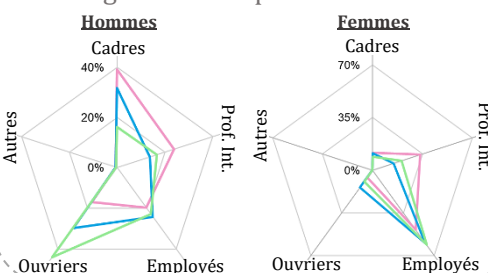 Hommes
Cadres
40%
20%
0%
Autres
Prof. Int.
Ouvriers
Employés
Femmes
Cadres
70%
35%
0%
Autres
Prof. Int.
Ouvriers
Employés